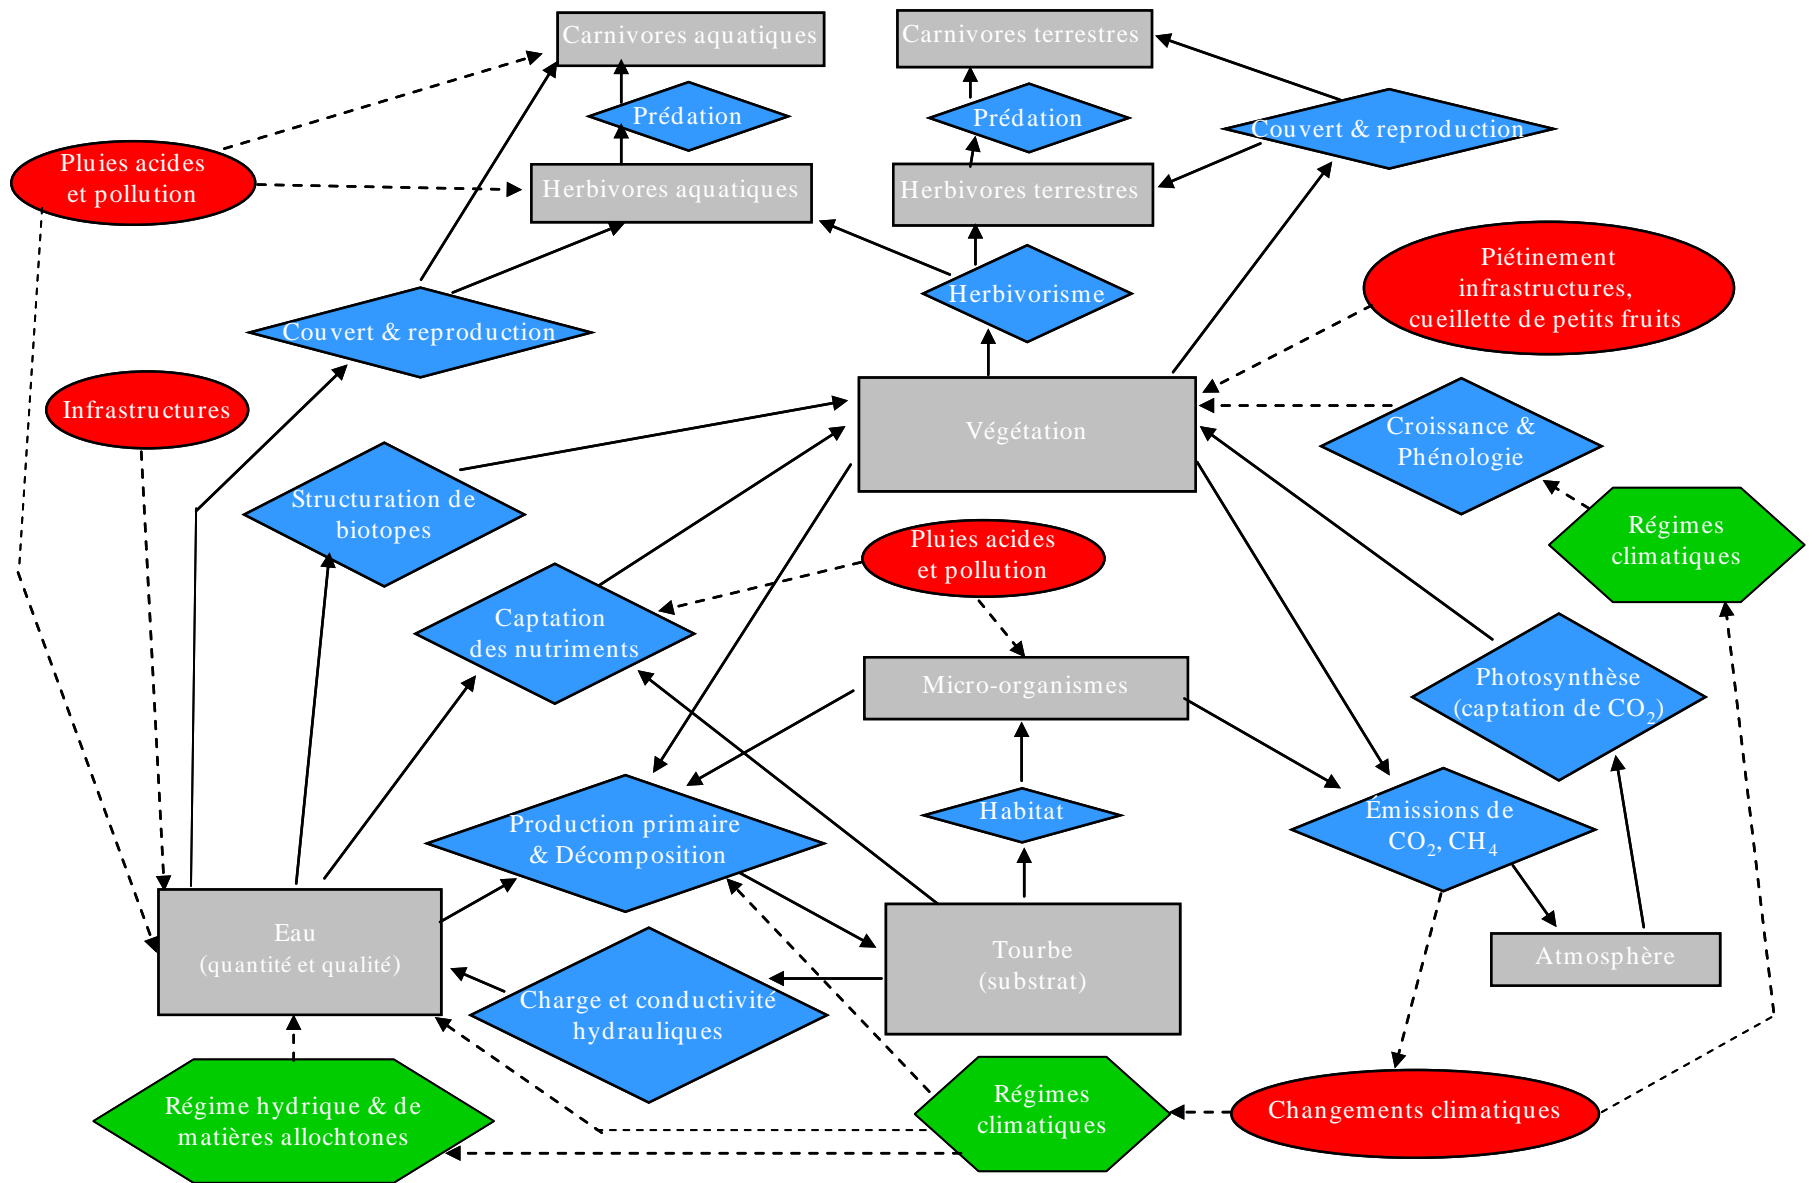 Carnivores aquatiques
Carnivores terrestres
Prédation
Prédation
Couvert & reproduction
Pluies acides
et pollution
Herbivores aquatiques
Herbivores terrestres
Piétinement
infrastructures,
cueillette de petits fruits
Herbivorisme
Couvert & reproduction
Infrastructures
Végétation
Croissance &
Phénologie
Structuration de
biotopes
Régimes
climatiques
Pluies acides
et pollution
Captation
des nutriments
Micro-organismes
Photosynthèse
(captation de CO₂)
Habitat
Production primaire
& Décomposition
Émissions de
CO₂, CH₄
Eau
(quantité et qualité)
Tourbe
(substrat)
Atmosphère
Charge et conductivité
hydrauliques
Régime hydrique & de
matières allochtones
Régimes
climatiques
Changements climatiques